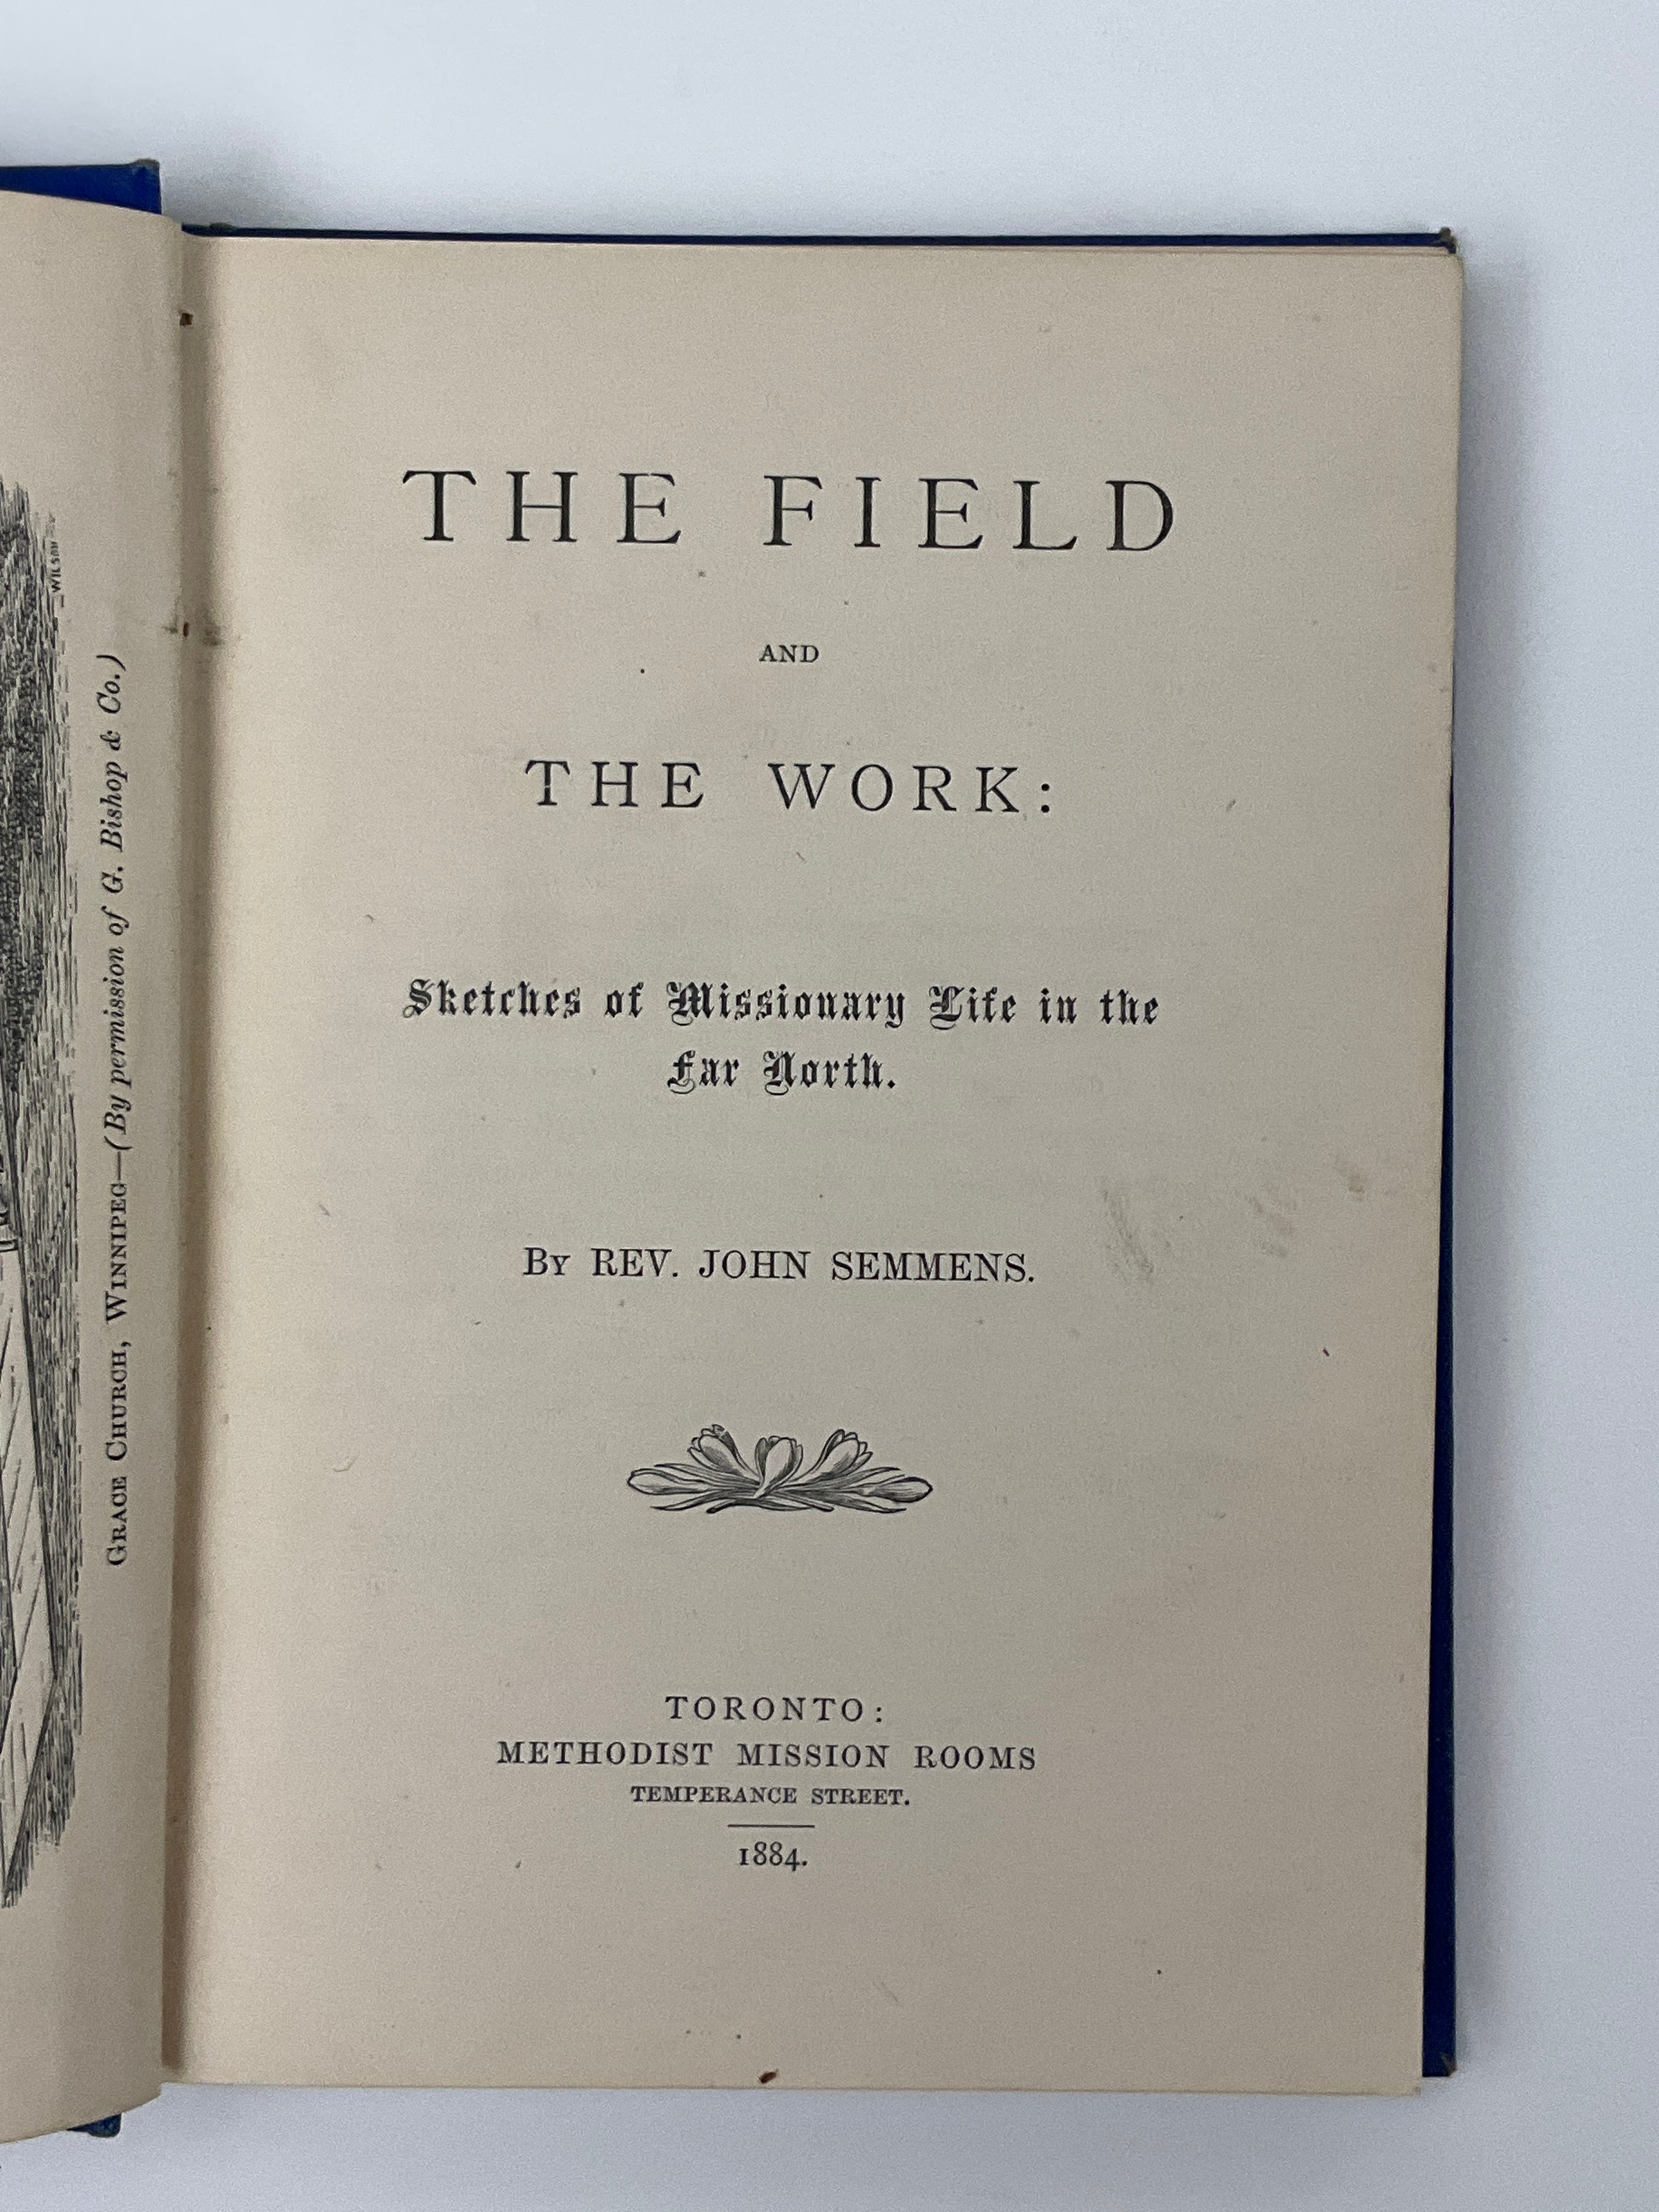 WILSON
GRACE CHURCH, WINNIPEG—(By permission of G. Bishop & Co.)
THE FIELD
AND
THE WORK:
Sketches of Missionary Life in the
Far North.
By REV. JOHN SEMMENS.
TORONTO:
METHODIST MISSION ROOMS
TEMPERANCE STREET.
1884.